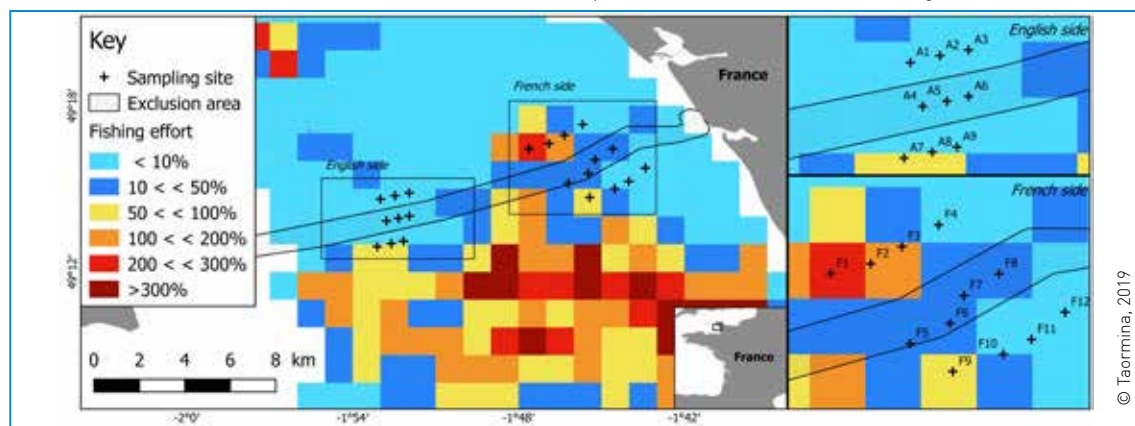 Key
Sampling site
Exclusion area
Fishing effort
< 10%
10 < < 50%
50 < < 100%
100 < < 200%
200 < < 300%
>300%
0 2 4 6 8 km
49°18'
49°12'
-2°0'
-1°54'
-1°48'
-1°42'
English side
French side
France
France
English side
A1
A2
A3
A4
A5
A6
A7
A8
A9
French side
F1
F2
F3
F4
F5
F6
F7
F8
F9
F10
F11
F12
© Taormina, 2019